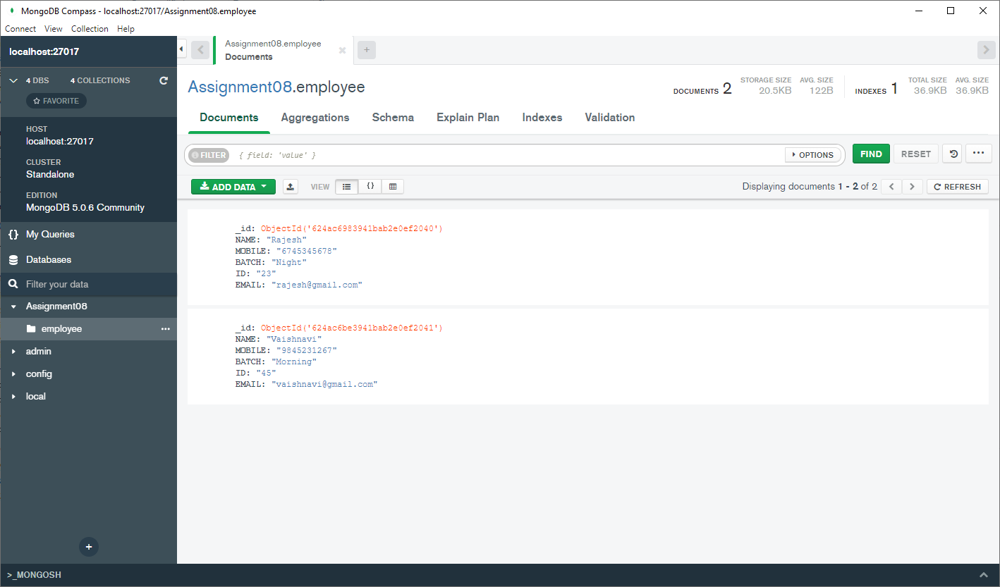 MongoDB Compass - localhost:27017/Assignment08.employee
Connect View Collection Help
localhost:27017
4 DBS 4 COLLECTIONS
FAVORITE
HOST
localhost:27017
CLUSTER
Standalone
EDITION
MongoDB 5.0.6 Community
{} My Queries
Databases
Filter your data
Assignment08
employee
admin
config
local
Assignment08.employee
Documents
Assignment08.employee
DOCUMENTS 2
STORAGE SIZE
20.5KB
AVG. SIZE
122B
INDEXES 1
TOTAL SIZE
36.9KB
AVG. SIZE
36.9KB
Documents Aggregations Schema Explain Plan Indexes Validation
FILTER { field: 'value' } OPTIONS FIND RESET
ADD DATA VIEW {} Displaying documents 1 - 2 of 2 REFRESH
_id: ObjectId('624ac6983941bab2e0ef2040')
NAME: "Rajesh"
MOBILE: "6745345678"
BATCH: "Night"
ID: "23"
EMAIL: "rajesh@gmail.com"
_id: ObjectId('624ac6be3941bab2e0ef2041')
NAME: "Vaishnavi"
MOBILE: "9845231267"
BATCH: "Morning"
ID: "45"
EMAIL: "vaishnavi@gmail.com"
>_MONGOSH